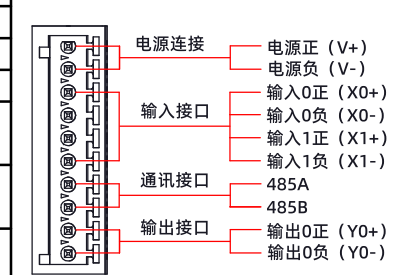 电源连接
电源正（V+）
电源负（V-）
输入接口
输入0正（X0+）
输入0负（X0-）
输入1正（X1+）
输入1负（X1-）
通讯接口
485A
485B
输出接口
输出0正（Y0+）
输出0负（Y0-）